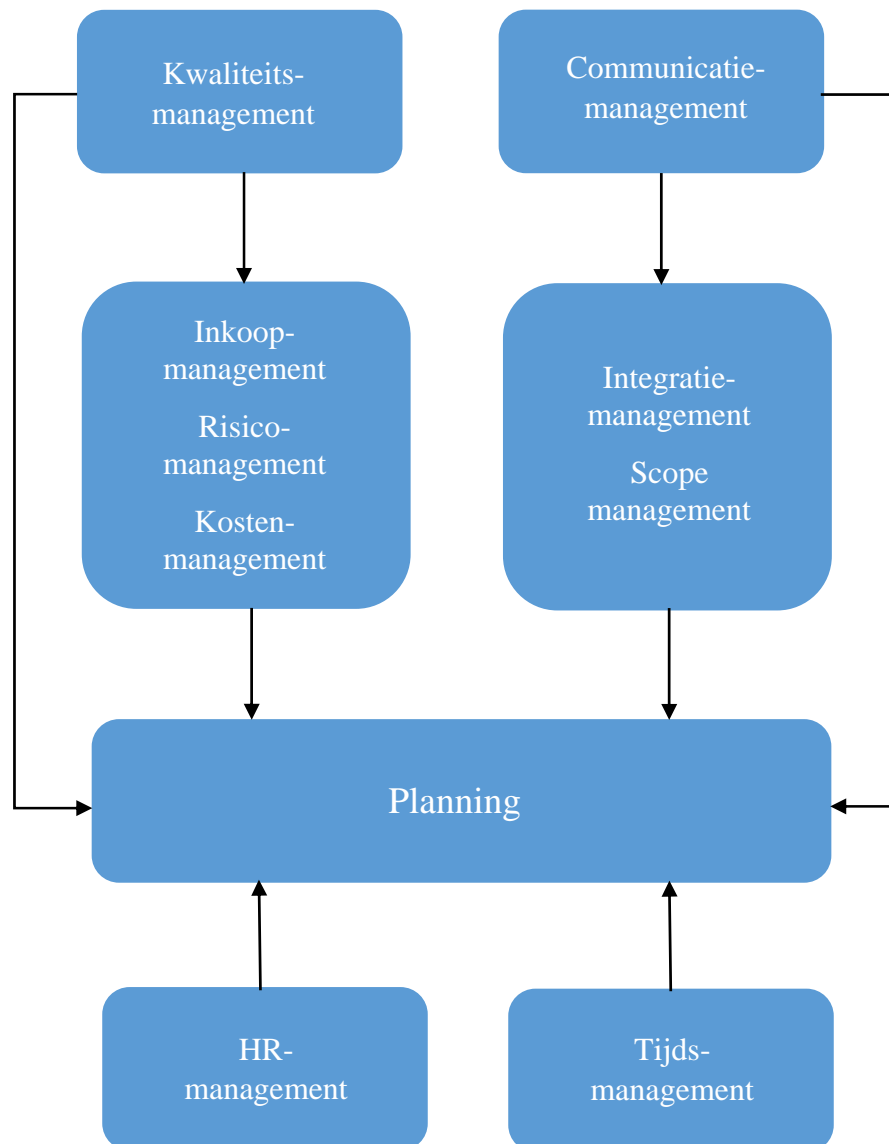 Kwaliteits-
management
Communicatie-
management
Inkoop-
management
Risico-
management
Kosten-
management
Integratie-
management
Scope
management
Planning
HR-
management
Tijds-
management